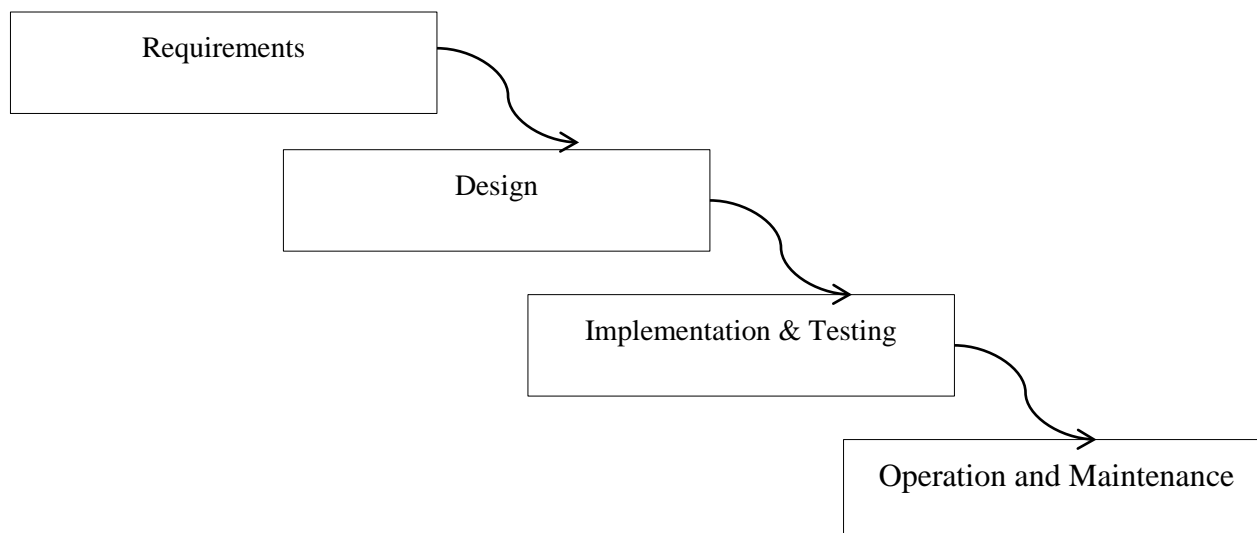 Requirements
Design
Implementation & Testing
Operation and Maintenance